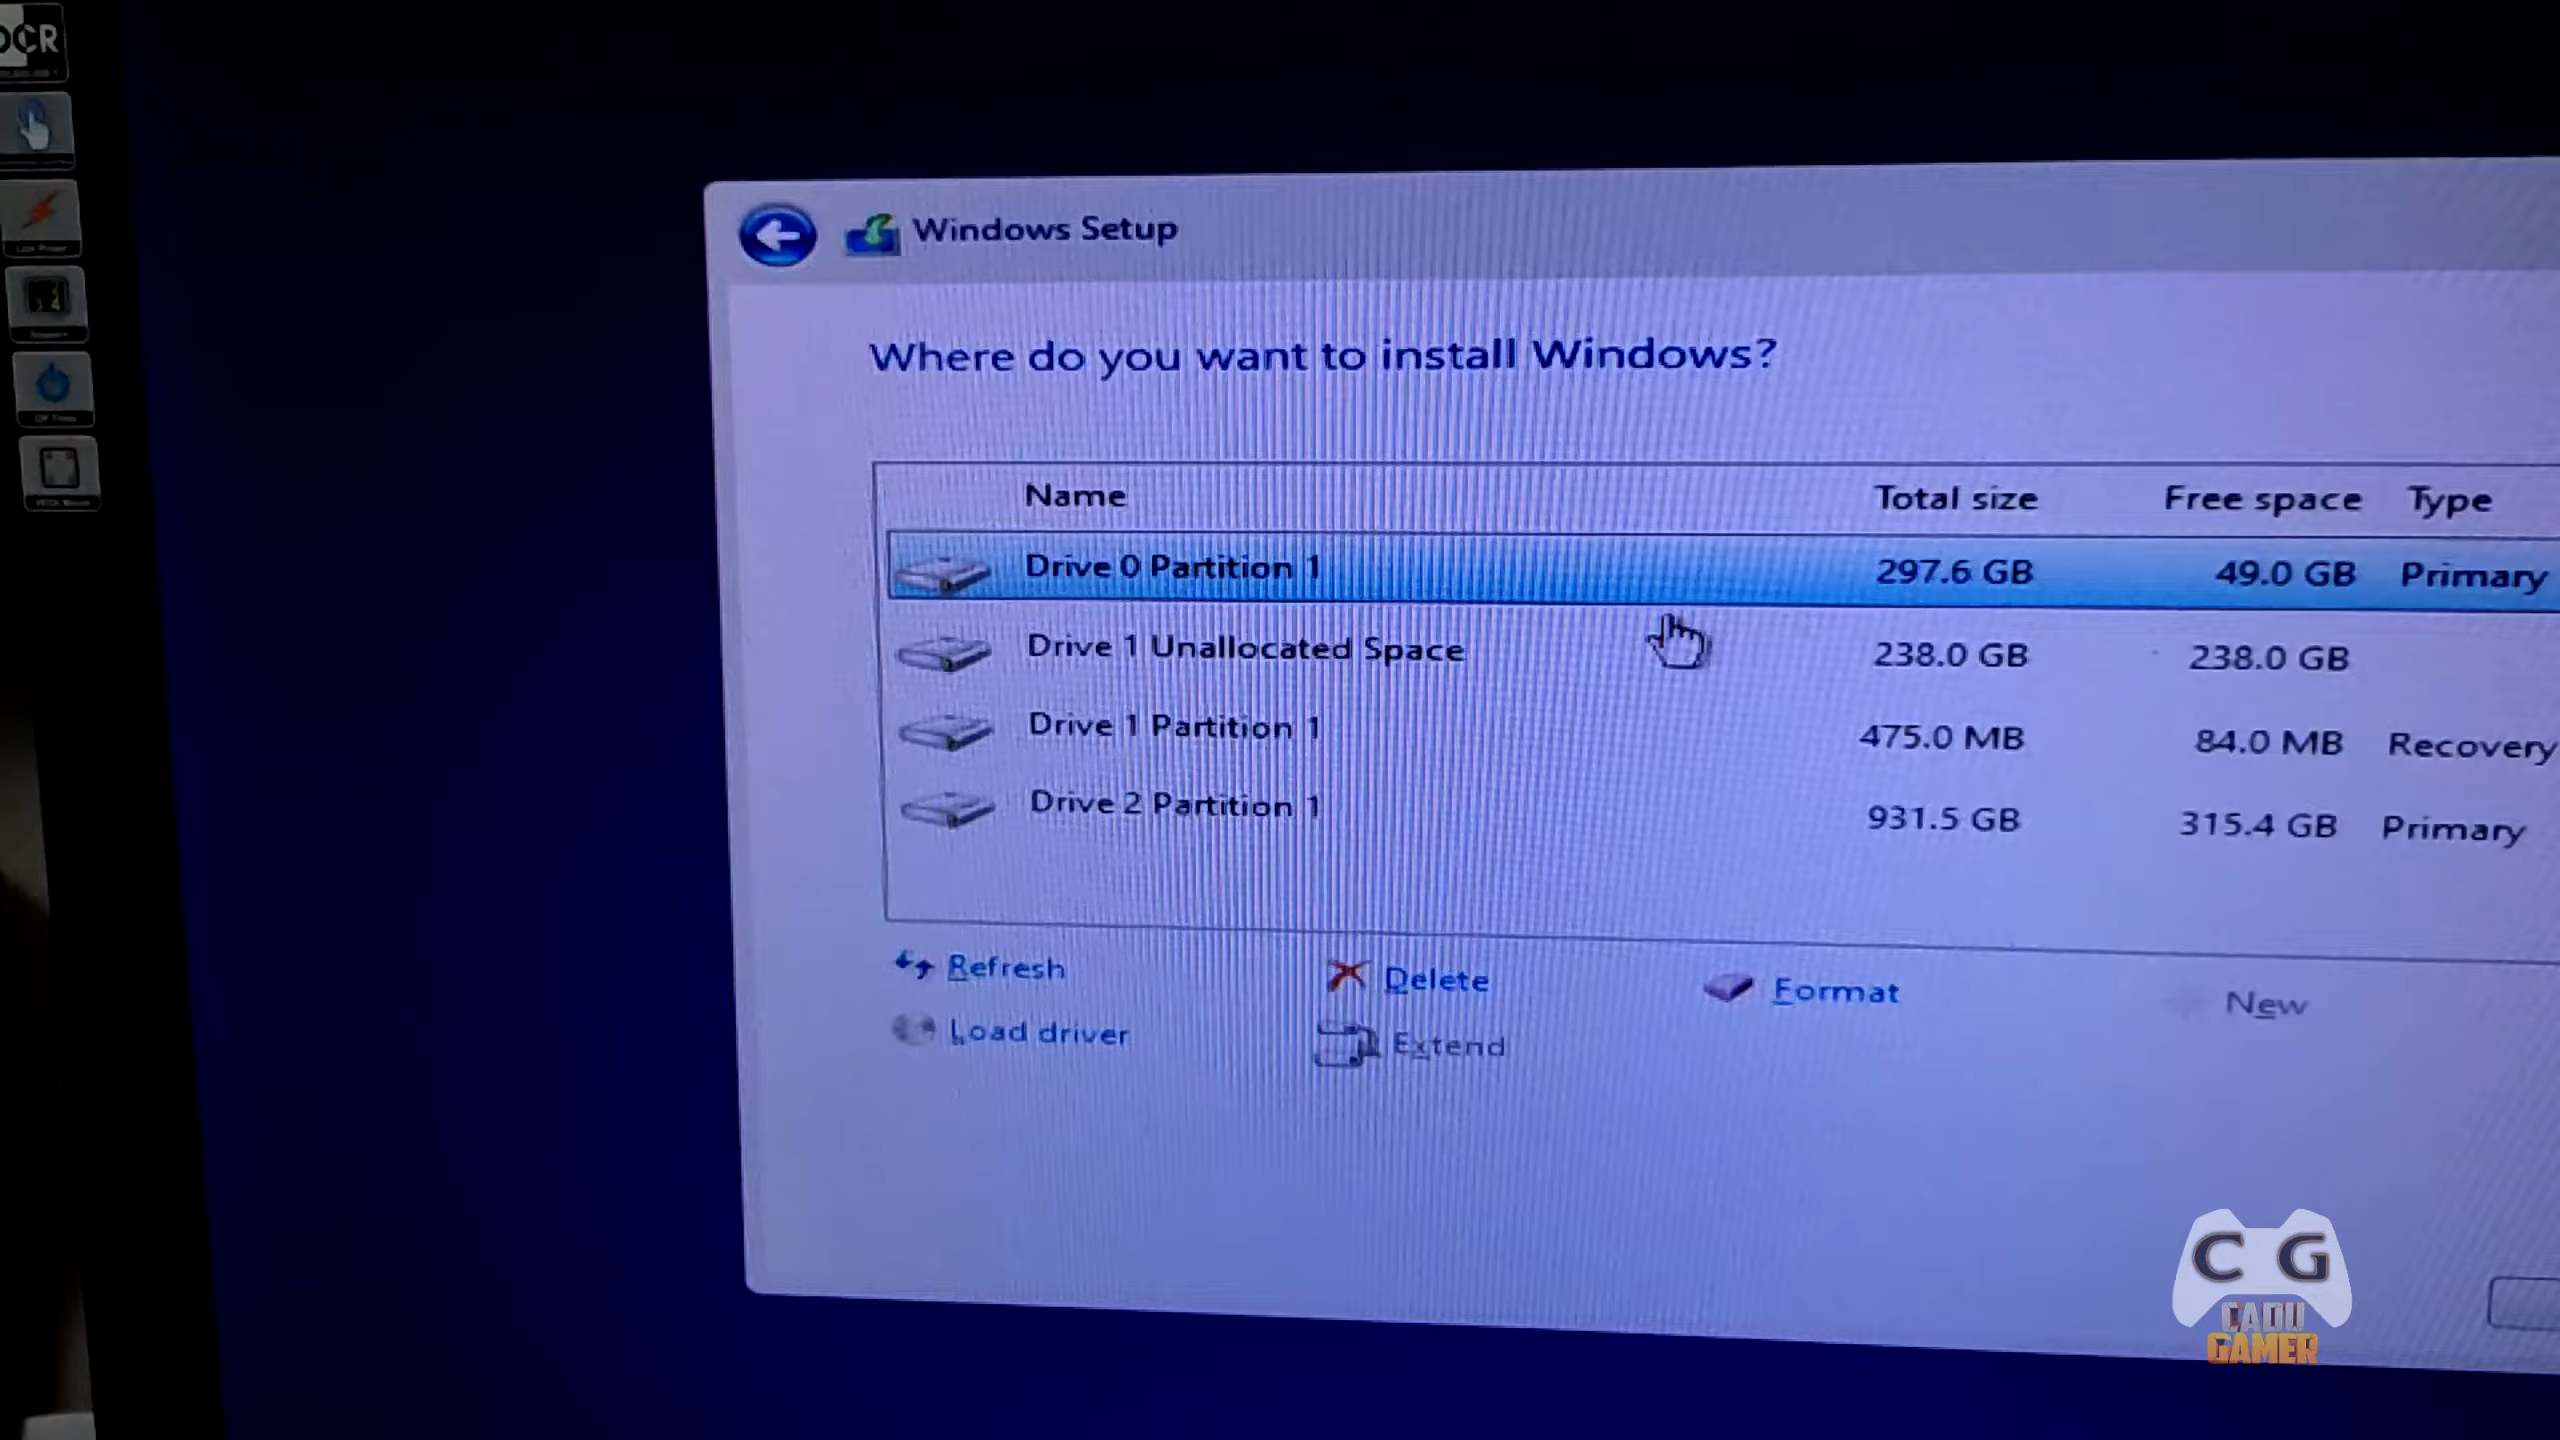 OCR
Windows Setup
Where do you want to install Windows?
Name Total size Free space Type
Drive 0 Partition 1 297.6 GB 49.0 GB Primary
Drive 1 Unallocated Space 238.0 GB 238.0 GB
Drive 1 Partition 1 475.0 MB 84.0 MB Recovery
Drive 2 Partition 1 931.5 GB 315.4 GB Primary
Refresh Delete Format New
Load driver Extend
C G
CADU
GAMER